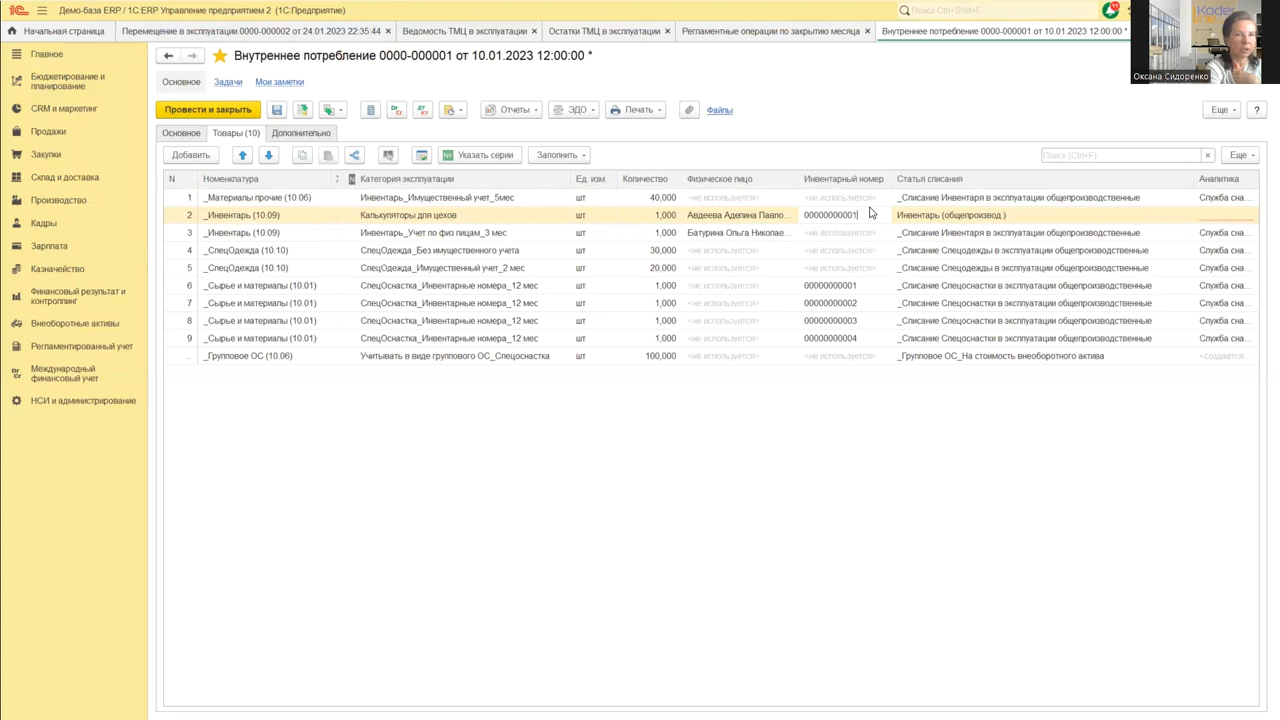 Демо-база ERP / 1С:ERP Управление предприятием 2 (1С:Предприятие)
Поиск Ctrl+Shift+F
Начальная страница
Перемещение в эксплуатации 0000-000002 от 24.01.2023 22:35:44 ×
Ведомость ТМЦ в эксплуатации ×
Остатки ТМЦ в эксплуатации ×
Регламентные операции по закрытию месяца ×
Внутреннее потребление 0000-000001 от 10.01.2023 12:00:00 * ×
Оксана Сидоренко
Главное
Бюджетирование и
планирование
CRM и маркетинг
Продажи
Закупки
Склад и доставка
Производство
Кадры
Зарплата
Казначейство
Финансовый результат и
контроллинг
Внеоборотные активы
Регламентированный учет
Международный
финансовый учет
НСИ и администрирование
Внутреннее потребление 0000-000001 от 10.01.2023 12:00:00 *
Основное Задачи Мои заметки
Провести и закрыть Отчеты ЭДО Печать Файлы Еще ?
Основное Товары (10) Дополнительно
Добавить Указать серии Заполнить Поиск (Ctrl+F) × Еще
N Номенклатура Категория эксплуатации Ед. изм. Количество Физическое лицо Инвентарный номер Статья списания Аналитика
1 _Материалы прочие (10.06) Инвентарь_Имущественный учет_5мес шт 40,000 <не используется> <не используется> _Списание Инвентаря в эксплуатации общепроизводственные Служба сна...
2 _Инвентарь (10.09) Калькуляторы для цехов шт 1,000 Авдеева Аделина Павло... 00000000001 Инвентарь (общепроизвод.)
3 _Инвентарь (10.09) Инвентарь_Учет по физ лицам_3 мес шт 1,000 Батурина Ольга Николае... <не используется> _Списание Инвентаря в эксплуатации общепроизводственные Служба сна...
4 _СпецОдежда (10.10) СпецОдежда_Без имущественного учета шт 30,000 <не используется> <не используется> _Списание Спецодежды в эксплуатации общепроизводственные Служба сна...
5 _СпецОдежда (10.10) СпецОдежда_Имущественный учет_2 мес шт 20,000 <не используется> <не используется> _Списание Спецодежды в эксплуатации общепроизводственные Служба сна...
6 _Сырье и материалы (10.01) СпецОснастка_Инвентарные номера_12 мес шт 1,000 <не используется> 00000000001 _Списание Спецоснастки в эксплуатации общепроизводственные Служба сна...
7 _Сырье и материалы (10.01) СпецОснастка_Инвентарные номера_12 мес шт 1,000 <не используется> 00000000002 _Списание Спецоснастки в эксплуатации общепроизводственные Служба сна...
8 _Сырье и материалы (10.01) СпецОснастка_Инвентарные номера_12 мес шт 1,000 <не используется> 00000000003 _Списание Спецоснастки в эксплуатации общепроизводственные Служба сна...
9 _Сырье и материалы (10.01) СпецОснастка_Инвентарные номера_12 мес шт 1,000 <не используется> 00000000004 _Списание Спецоснастки в эксплуатации общепроизводственные Служба сна...
.. _Групповое ОС (10.06) Учитывать в виде группового ОС_Спецоснастка шт 100,000 <не используется> <не используется> _Групповое ОС_На стоимость внеоборотного актива <создается...